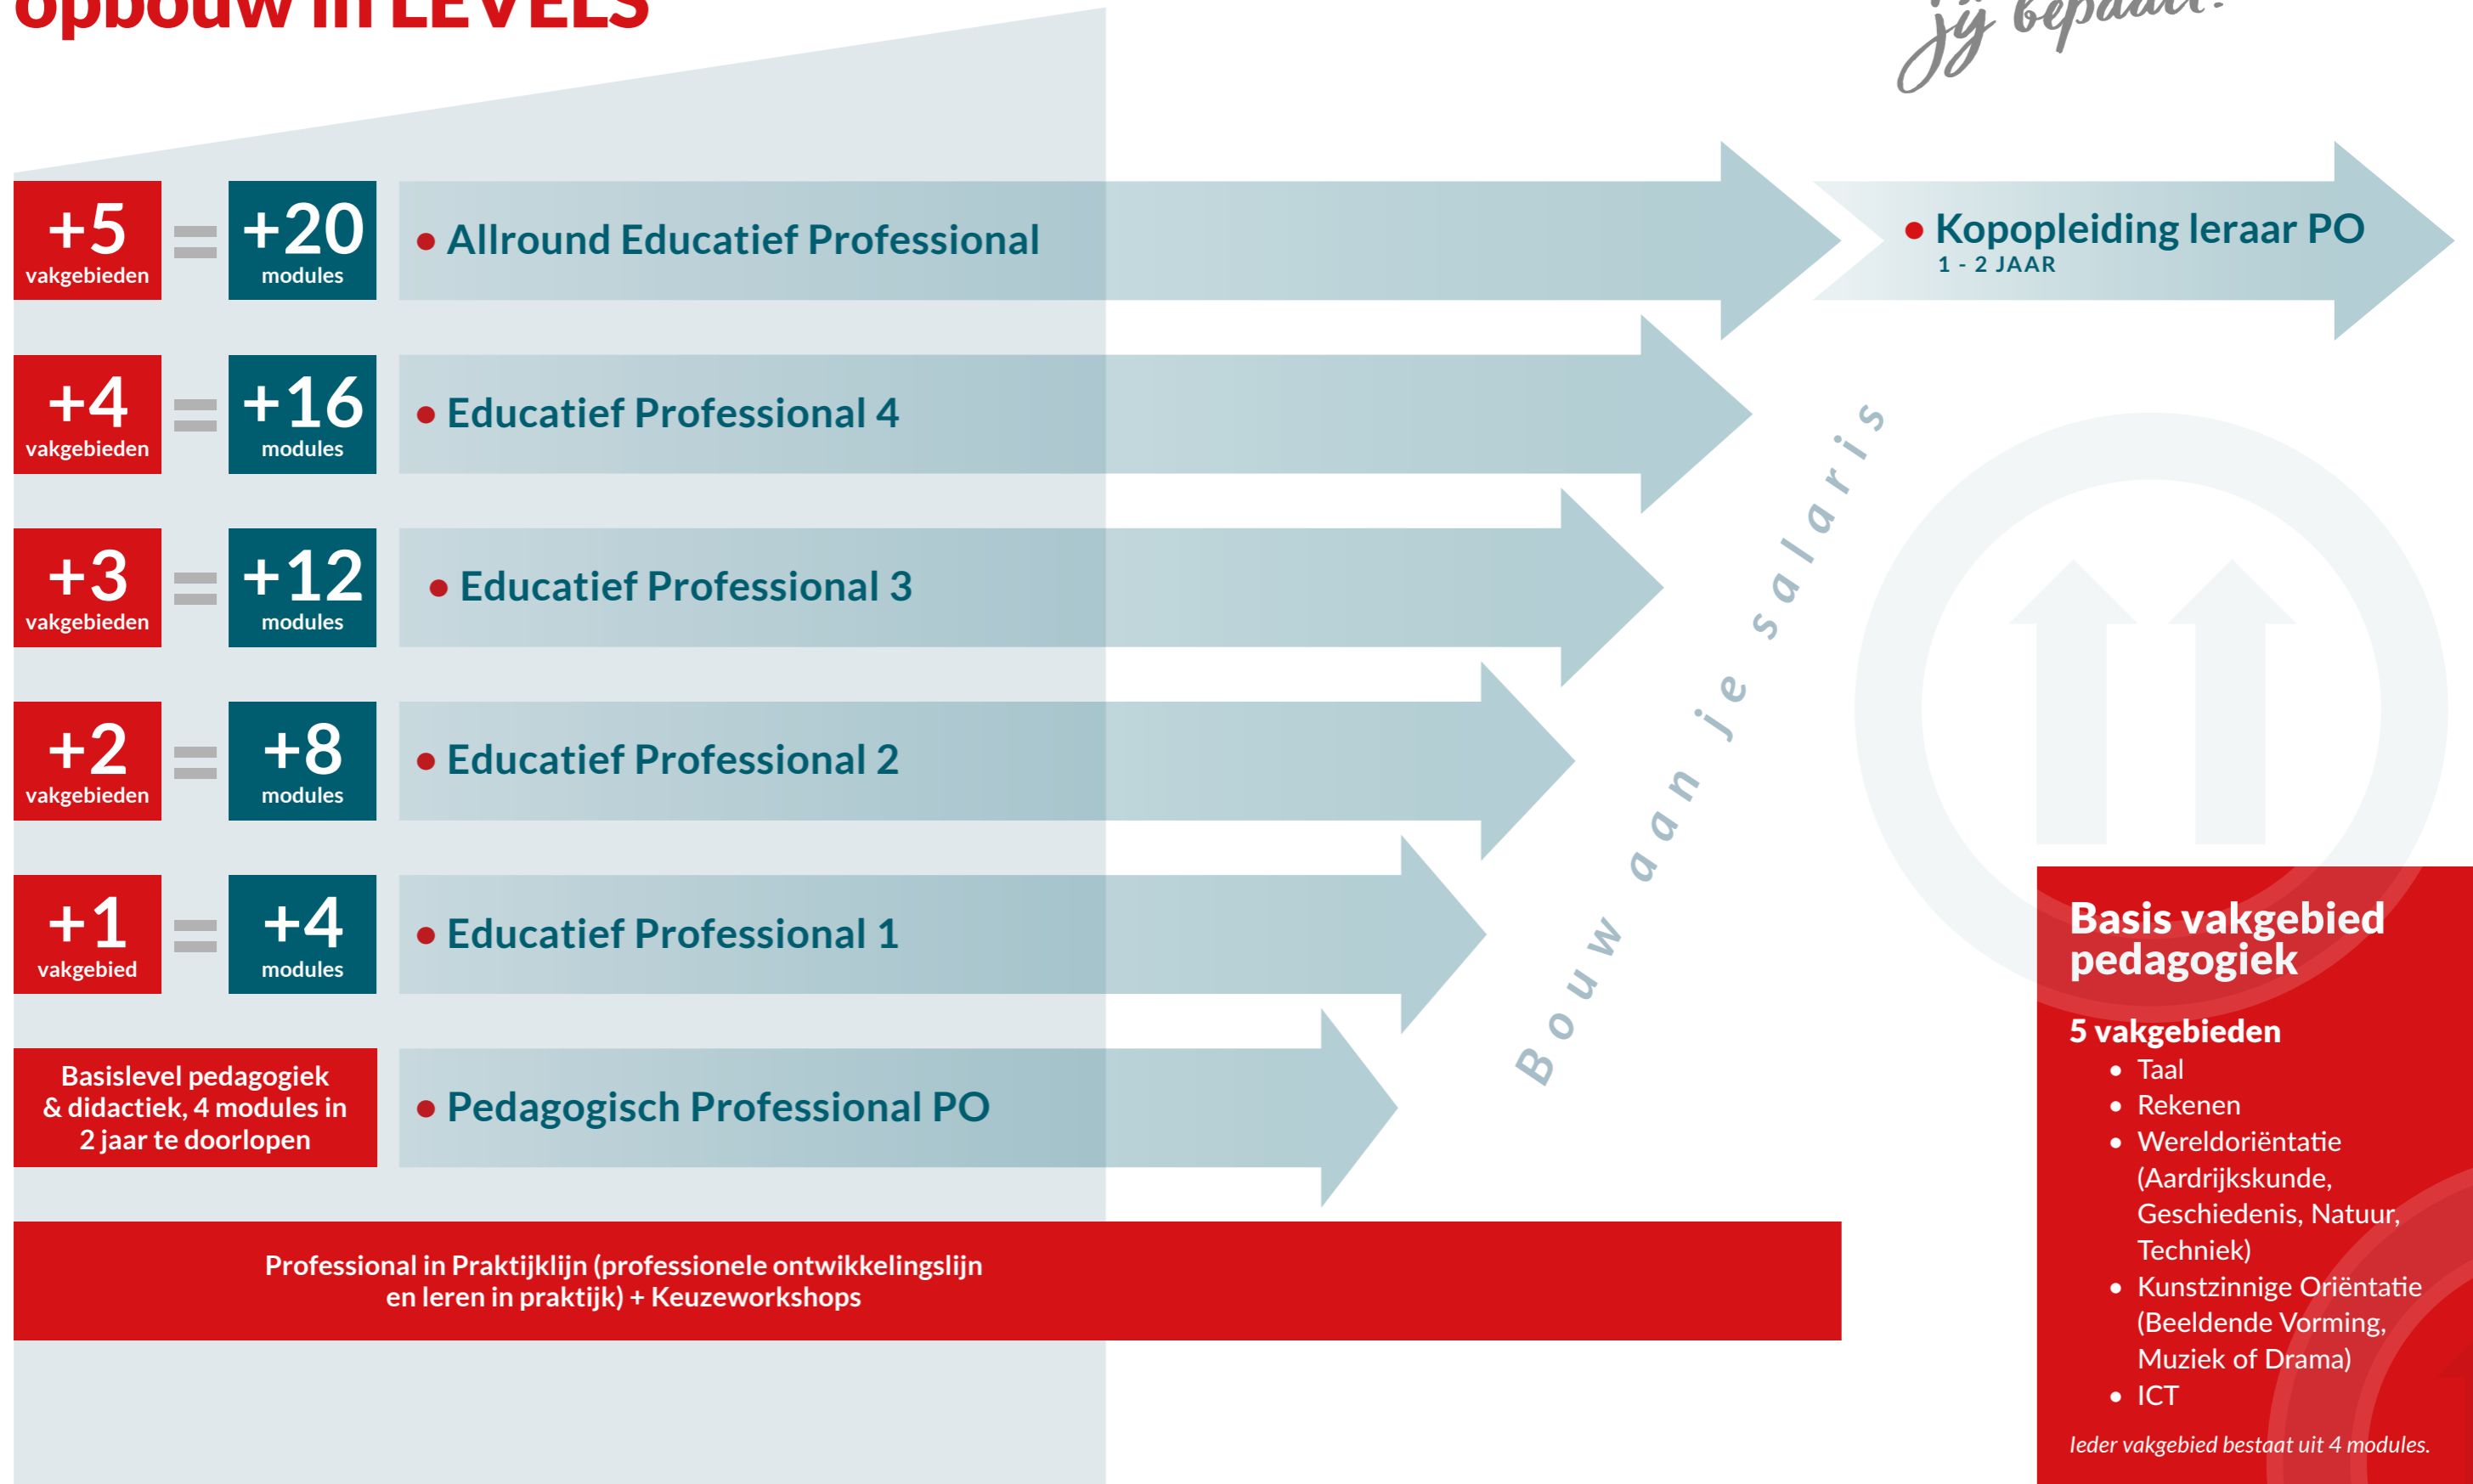 opbouw in LEVELS
jij bepaalt!
+5
vakgebieden
=
+20
modules
• Allround Educatief Professional
• Kopopleiding leraar PO
1 - 2 JAAR
+4
vakgebieden
=
+16
modules
• Educatief Professional 4
+3
vakgebieden
=
+12
modules
• Educatief Professional 3
+2
vakgebieden
=
+8
modules
• Educatief Professional 2
+1
vakgebied
=
+4
modules
• Educatief Professional 1
Basislevel pedagogiek
& didactiek, 4 modules in
2 jaar te doorlopen
• Pedagogisch Professional PO
Bouw aan je salaris
Professional in Praktijklijn (professionele ontwikkelingslijn
en leren in praktijk) + Keuzeworkshops
Basis vakgebied
pedagogiek
5 vakgebieden
• Taal
• Rekenen
• Wereldoriëntatie
(Aardrijkskunde,
Geschiedenis, Natuur,
Techniek)
• Kunstzinnige Oriëntatie
(Beeldende Vorming,
Muziek of Drama)
• ICT
Ieder vakgebied bestaat uit 4 modules.